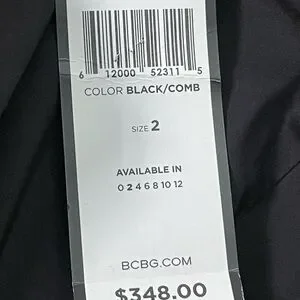 6 12000 52311 5
COLOR BLACK/COMB
SIZE 2
AVAILABLE IN
0 2 4 6 8 10 12
BCBG.COM
$348.00